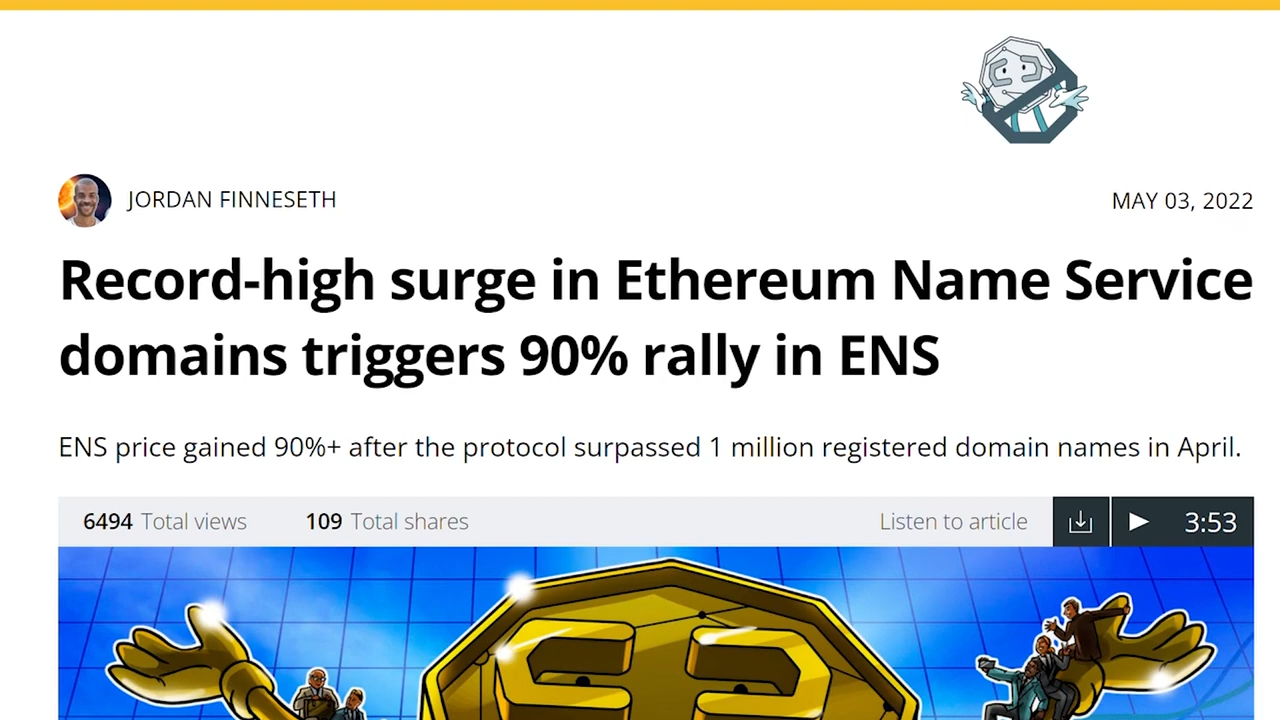 JORDAN FINNESETH
MAY 03, 2022
Record-high surge in Ethereum Name Service
domains triggers 90% rally in ENS
ENS price gained 90%+ after the protocol surpassed 1 million registered domain names in April.
6494 Total views 109 Total shares Listen to article 3:53